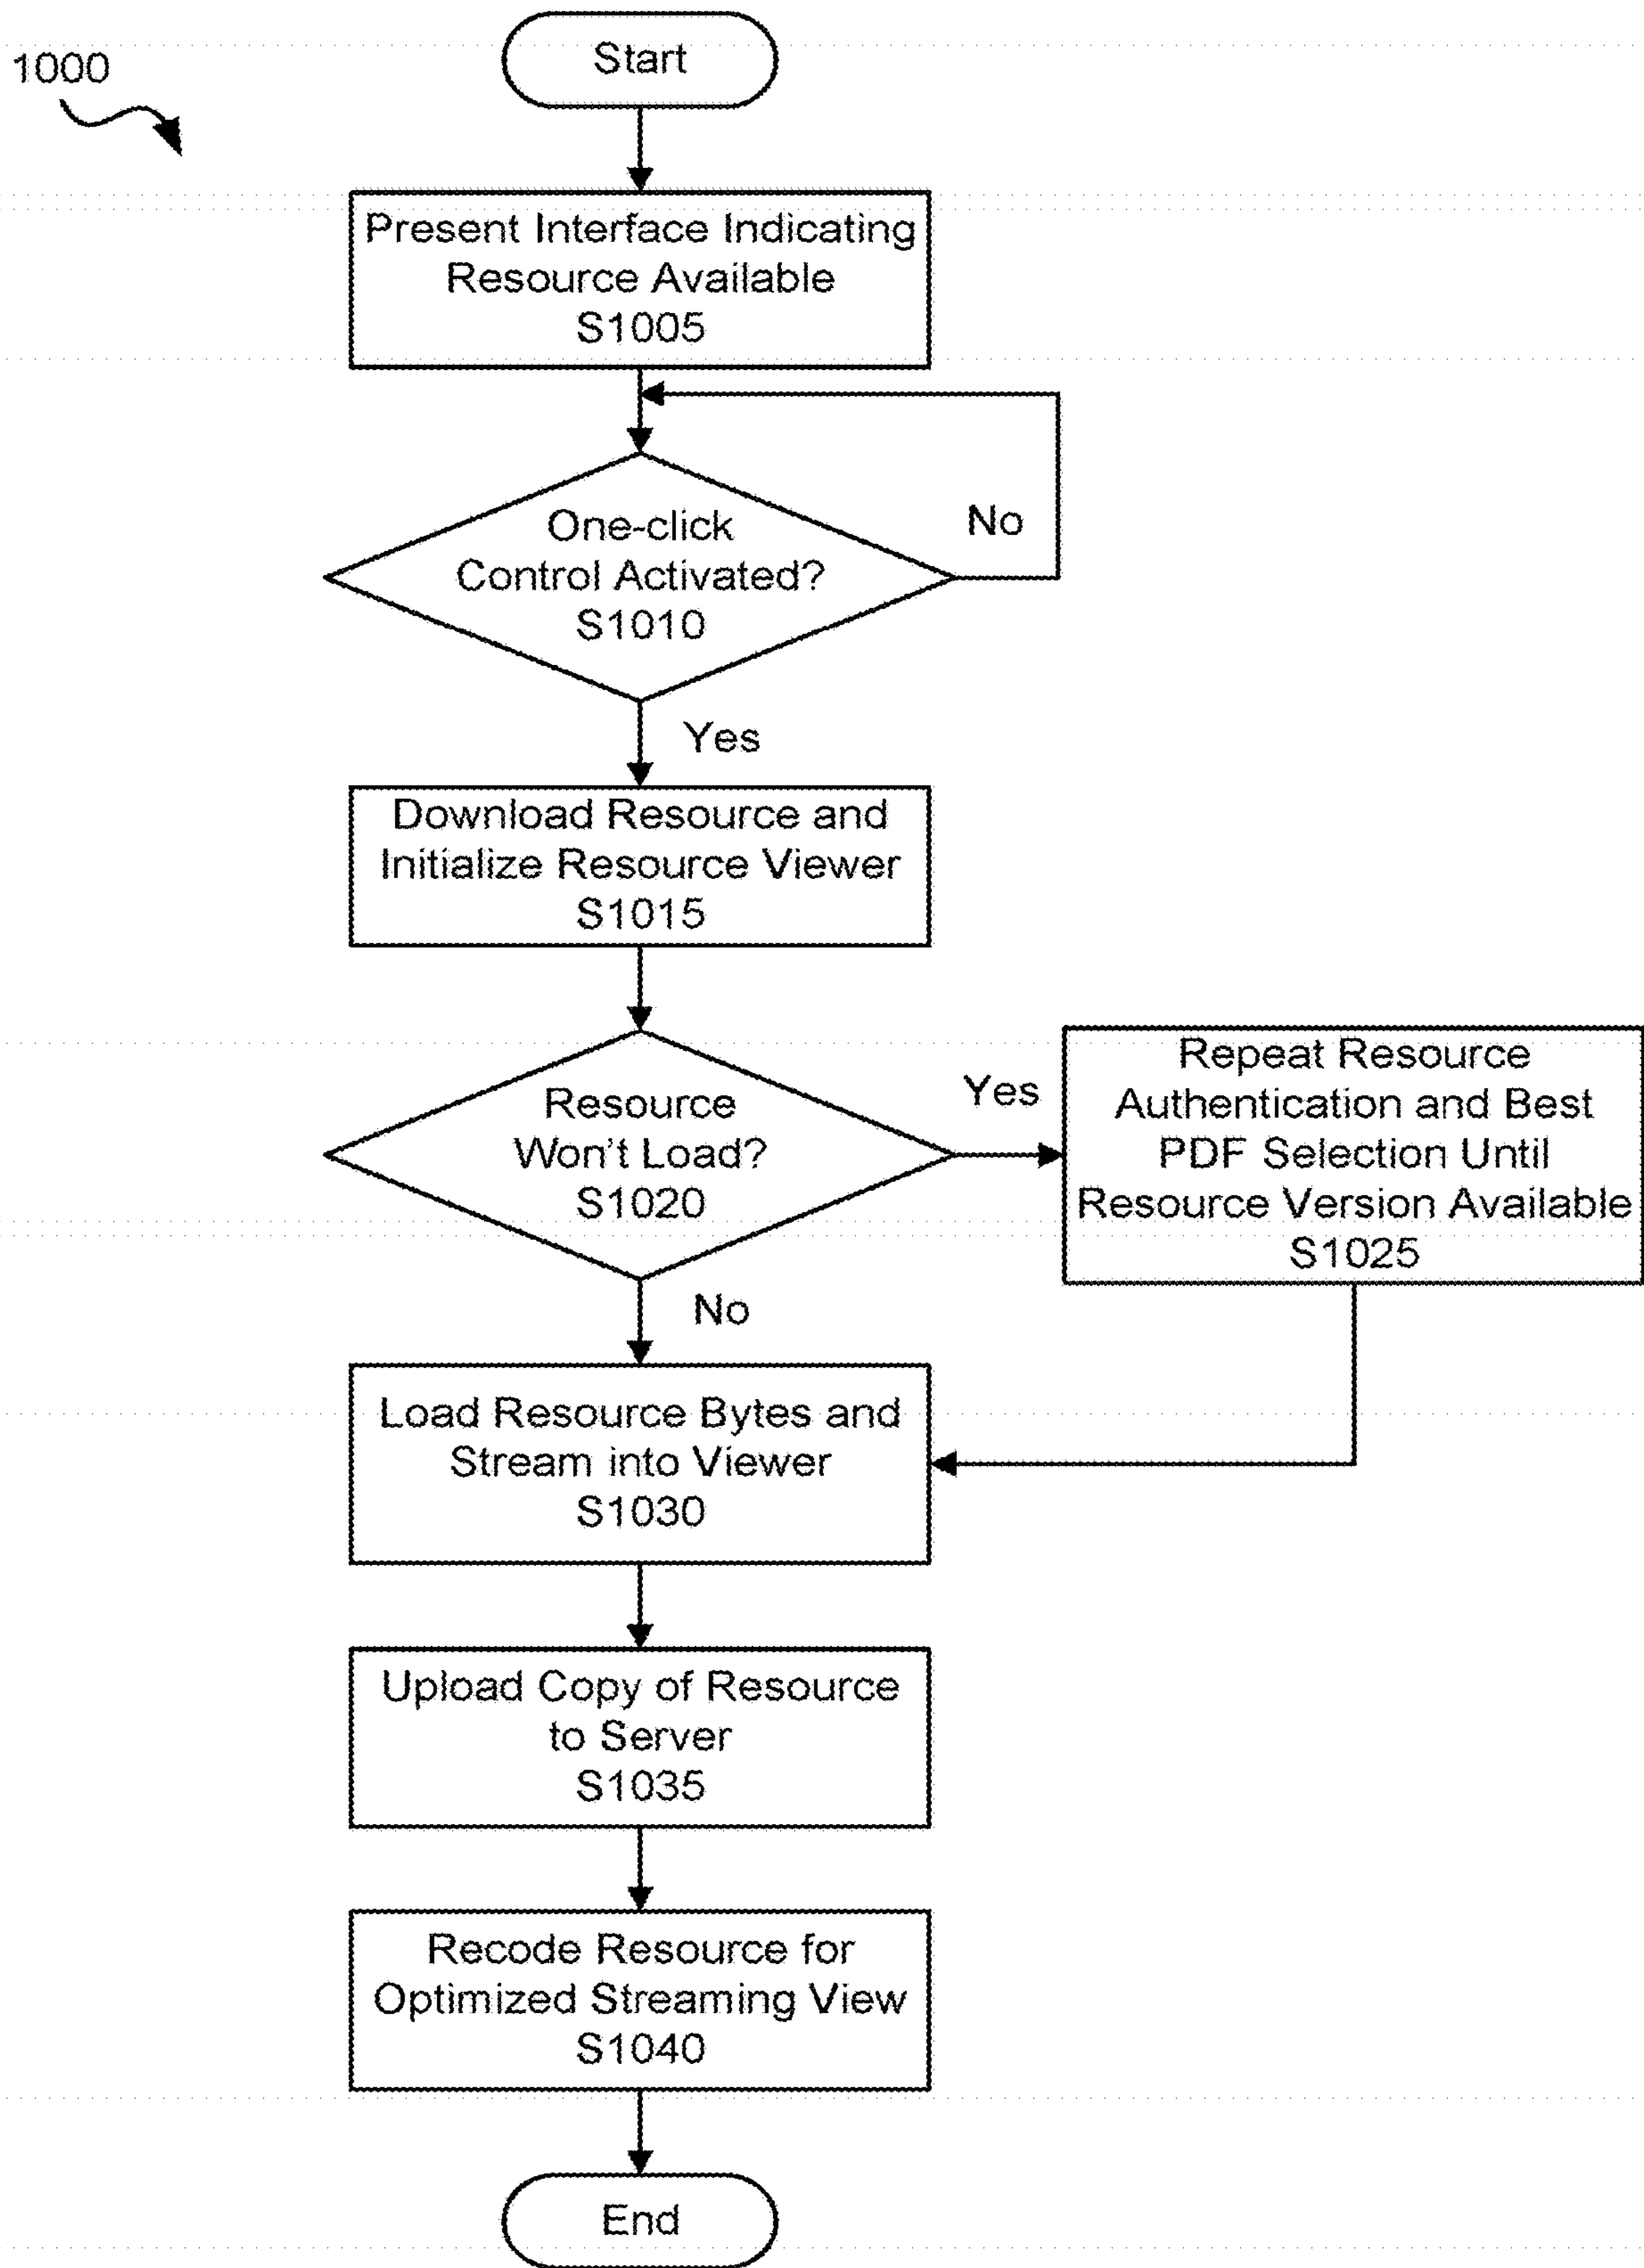 1000
Start
Present Interface Indicating
Resource Available
S1005
One-click
Control Activated?
S1010
No
Yes
Download Resource and
Initialize Resource Viewer
S1015
Resource
Won't Load?
S1020
Yes
Repeat Resource
Authentication and Best
PDF Selection Until
Resource Version Available
S1025
No
Load Resource Bytes and
Stream into Viewer
S1030
Upload Copy of Resource
to Server
S1035
Recode Resource for
Optimized Streaming View
S1040
End